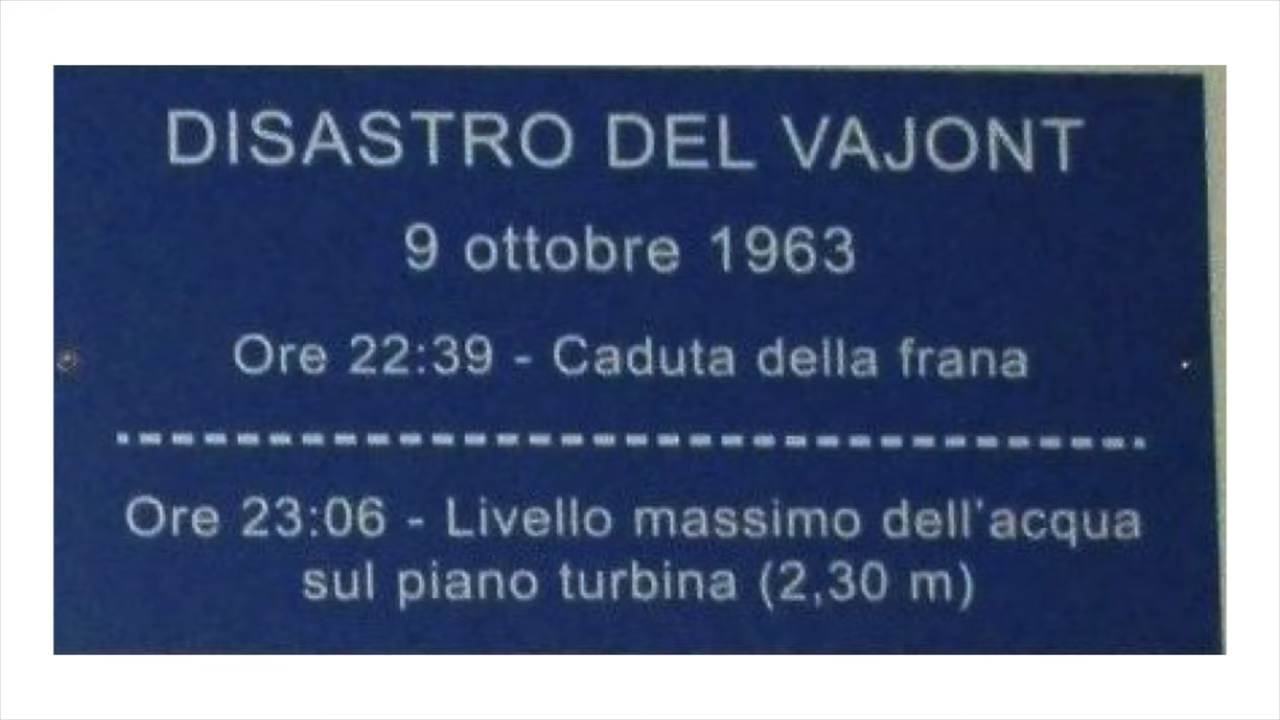 DISASTRO DEL VAJONT
9 ottobre 1963
Ore 22:39 - Caduta della frana
Ore 23:06 - Livello massimo dell'acqua
sul piano turbina (2,30 m)